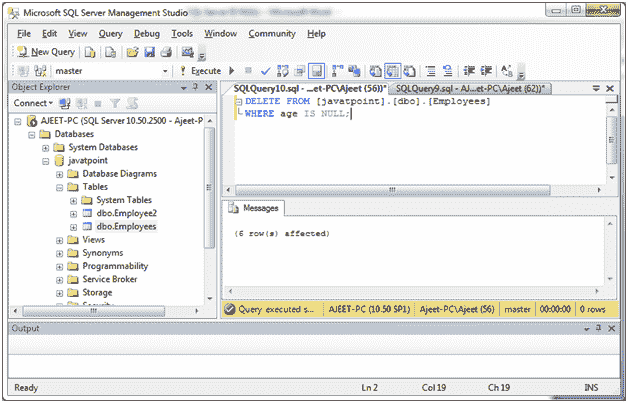 Microsoft SQL Server Management Studio
File Edit View Query Debug Tools Window Community Help
New Query
master
Execute
Object Explorer
Connect
AJEET-PC (SQL Server 10.50.2500 - Ajeet-P
Databases
System Databases
javatpoint
Database Diagrams
Tables
System Tables
dbo.Employee2
dbo.Employees
Views
Synonyms
Programmability
Service Broker
Storage
SQLQuery10.sql - ...et-PC\Ajeet (56))*
SQLQuery9.sql - AJ...et-PC\Ajeet (62))*
DELETE FROM [javatpoint].[dbo].[Employees]
WHERE age IS NULL;
Messages
(6 row(s) affected)
Query executed s...
AJEET-PC (10.50 SP1)
Ajeet-PC\Ajeet (56)
master
00:00:00
0 rows
Output
Ready
Ln 2
Col 19
Ch 19
INS